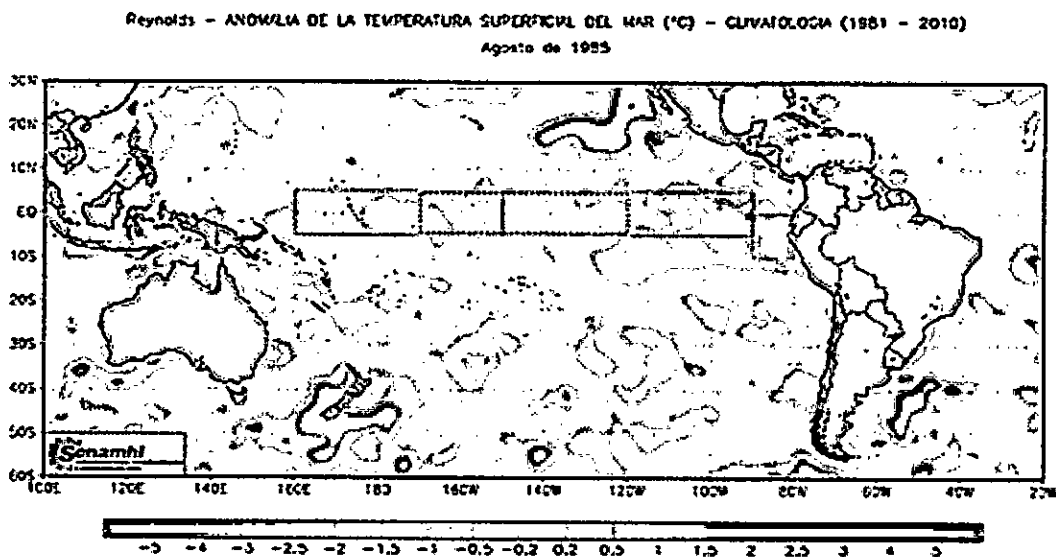 Reynolds - ANOMALIA DE LA TEMPERATURA SUPERFICIAL DEL MAR (°C) - CLIMATOLOGIA (1981 - 2010)
Agosto de
30N
20N
10N
EQ
10S
20S
30S
40S
50S
60S
Senamhi
100E 120E 140E 160E 180 160W 140W 120W 100W 80W 60W 40W 20W
-5 -4 -3 -2.5 -2 -1.5 -1 -0.5 -0.2 0.2 0.5 1 1.5 2 2.5 3 4 5